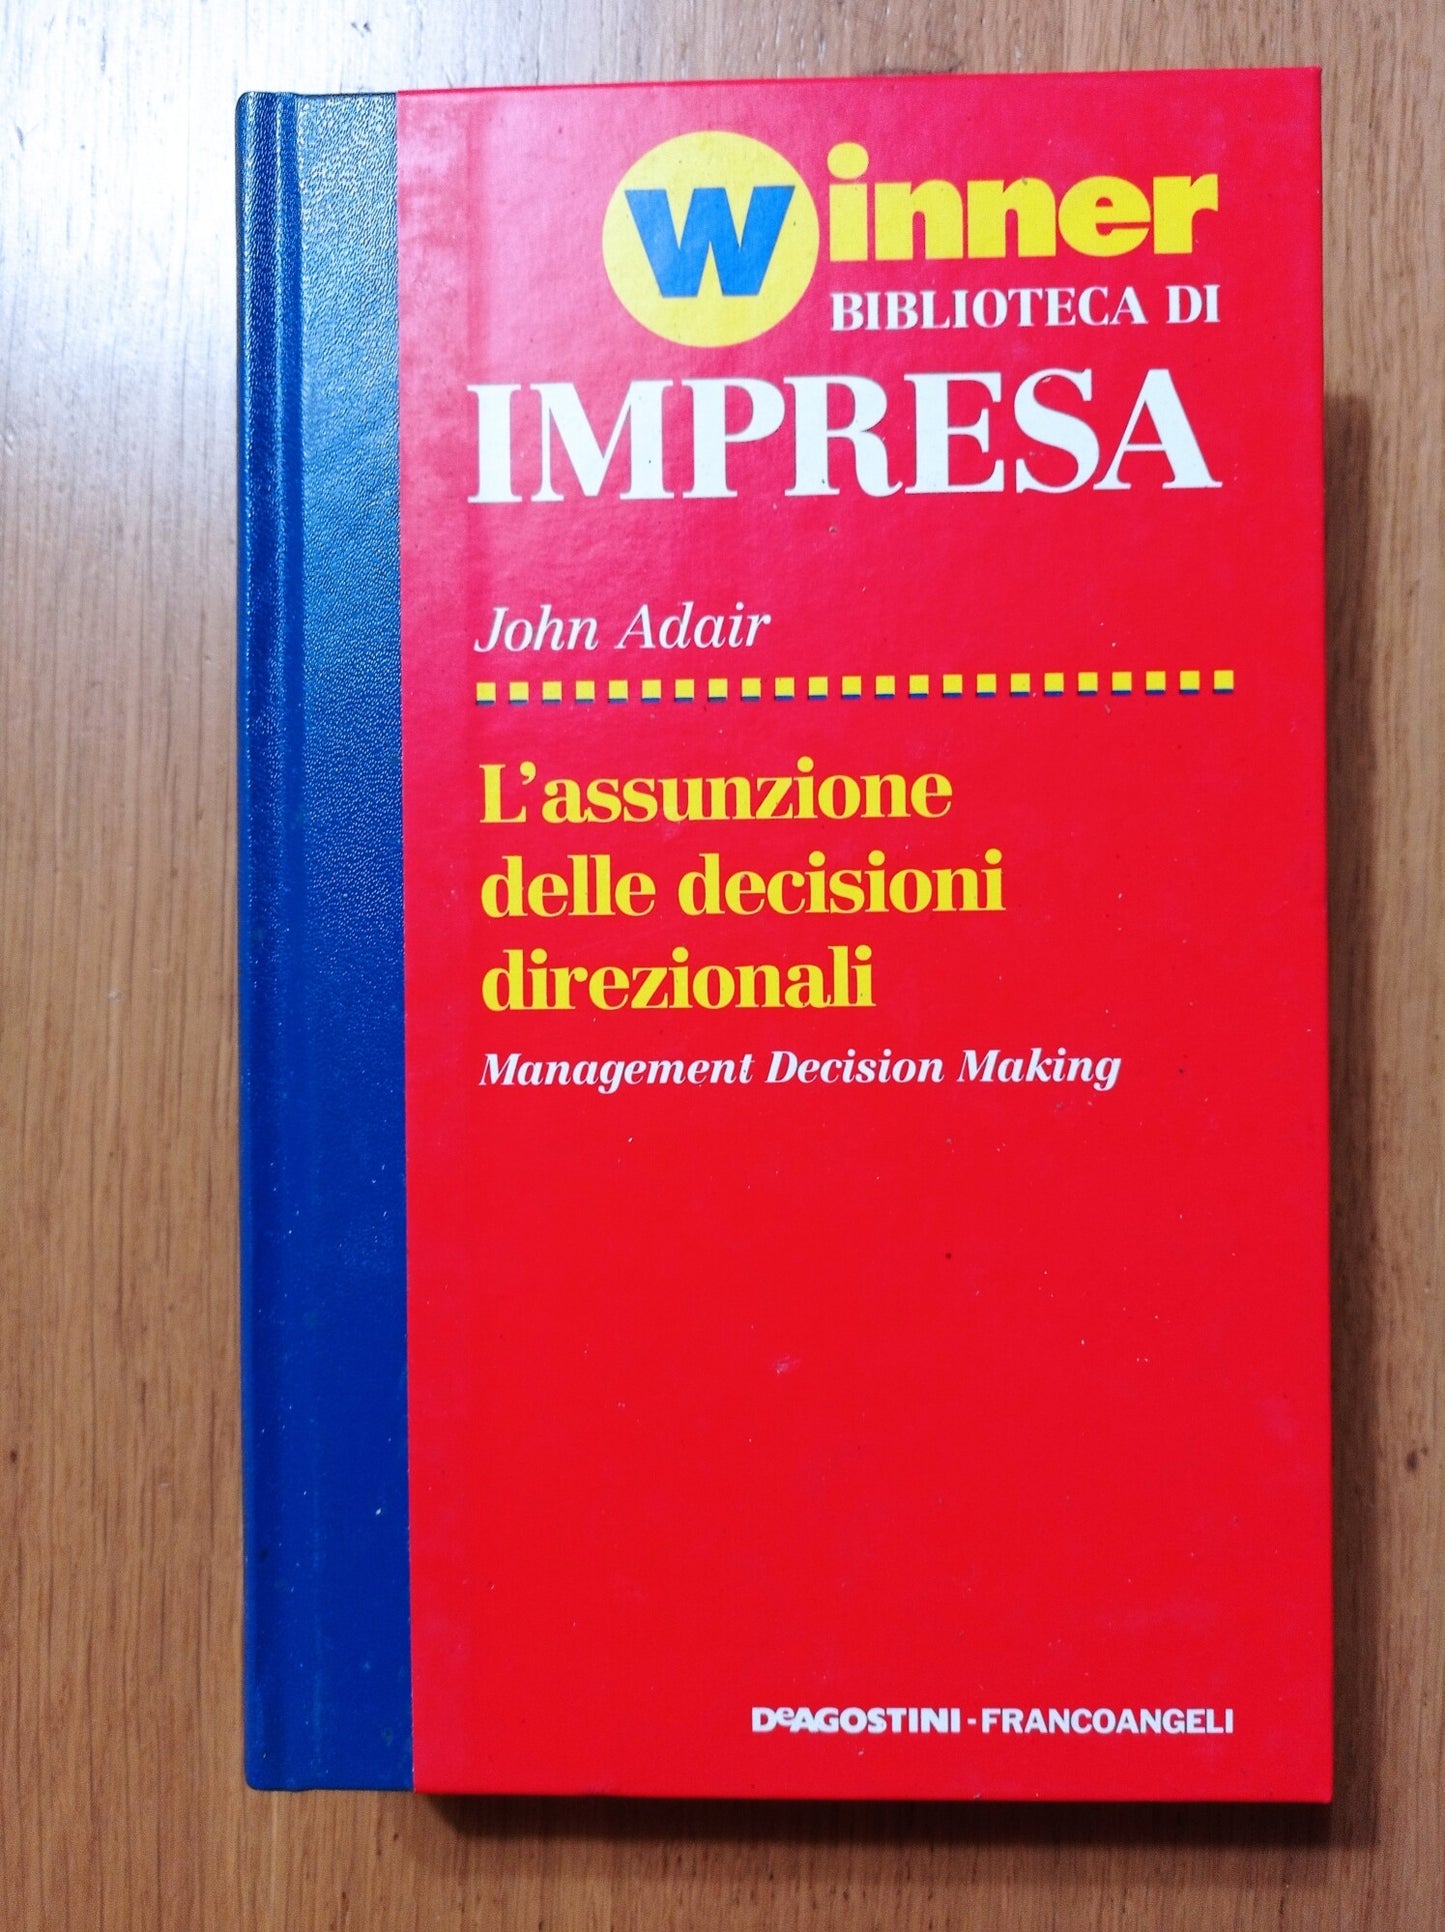 Winner
BIBLIOTECA DI
IMPRESA
John Adair
L'assunzione
delle decisioni
direzionali
Management Decision Making
DeAGOSTINI - FRANCOANGELI